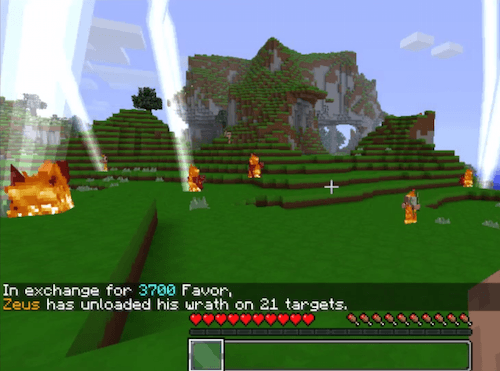 In exchange for 3700 Favor,
Zeus has unloaded his wrath on 21 targets.